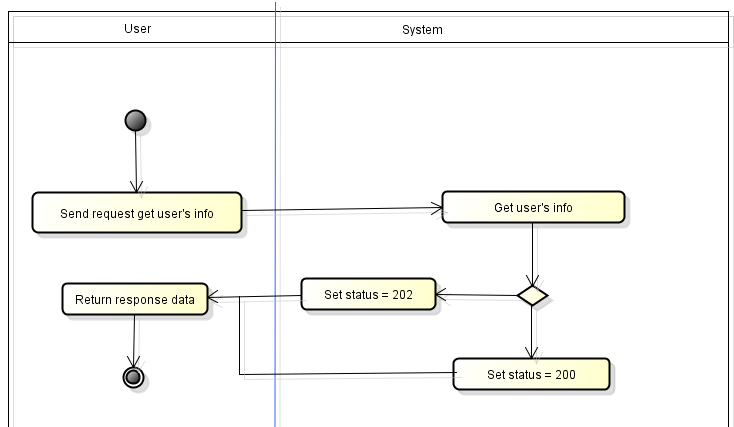 User
System
Send request get user's info
Get user's info
Return response data
Set status = 202
Set status = 200